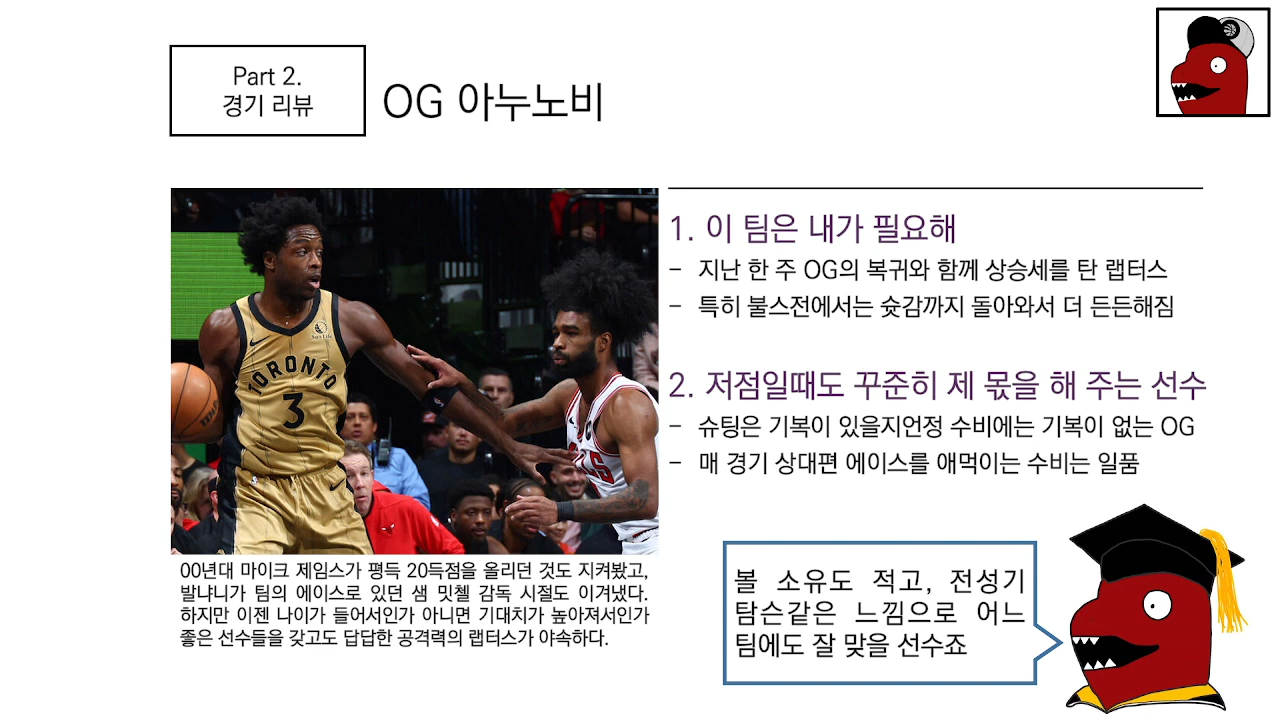 Part 2.
경기 리뷰
OG 아누노비
1. 이 팀은 내가 필요해
- 지난 한 주 OG의 복귀와 함께 상승세를 탄 랩터스
- 특히 불스전에서는 슛감까지 돌아와서 더 든든해짐
2. 저점일때도 꾸준히 제 몫을 해 주는 선수
- 슈팅은 기복이 있을지언정 수비에는 기복이 없는 OG
- 매 경기 상대편 에이스를 애먹이는 수비는 일품
Sun Life
TORONTO
3
00년대 마이크 제임스가 평득 20득점을 올리던 것도 지켜봤고,
발냐니가 팀의 에이스로 있던 샘 밋첼 감독 시절도 이겨냈다.
하지만 이젠 나이가 들어서인가 아니면 기대치가 높아져서인가
좋은 선수들을 갖고도 답답한 공격력의 랩터스가 야속하다.
볼 소유도 적고, 전성기
탐슨같은 느낌으로 어느
팀에도 잘 맞을 선수죠